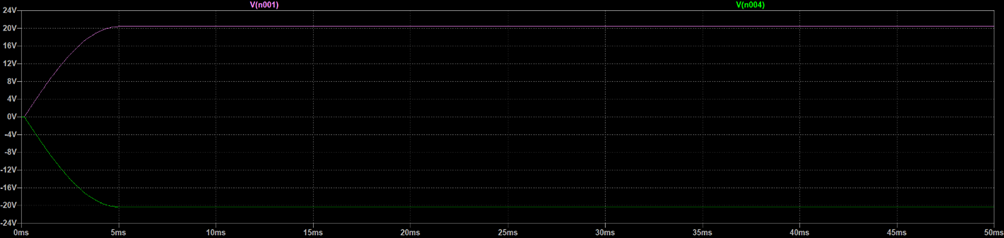 V(n001) V(n004)
24V
20V
16V
12V
8V
4V
0V
-4V
-8V
-12V
-16V
-20V
-24V
0ms 5ms 10ms 15ms 20ms 25ms 30ms 35ms 40ms 45ms 50ms